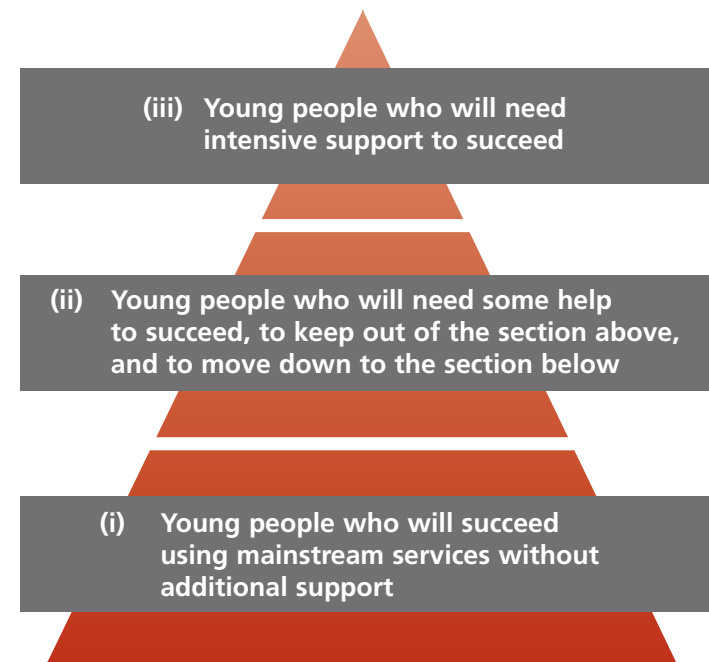 (iii) Young people who will need
intensive support to succeed
(ii) Young people who will need some help
to succeed, to keep out of the section above,
and to move down to the section below
(i) Young people who will succeed
using mainstream services without
additional support